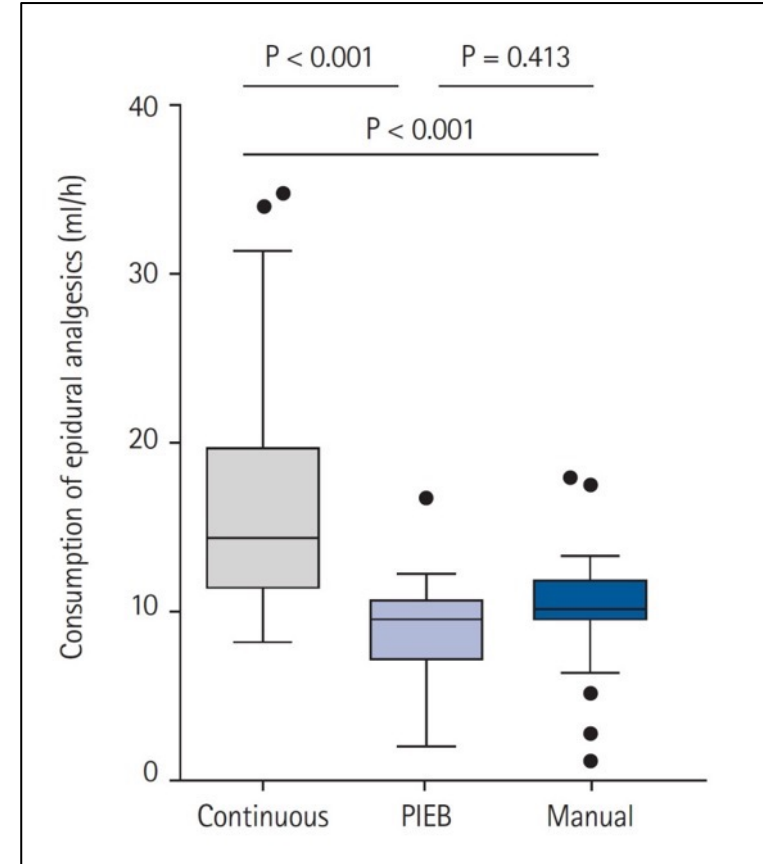 P < 0.001 P = 0.413
P < 0.001
Consumption of epidural analgesics (ml/h)
40
30
20
10
0
Continuous PIEB Manual